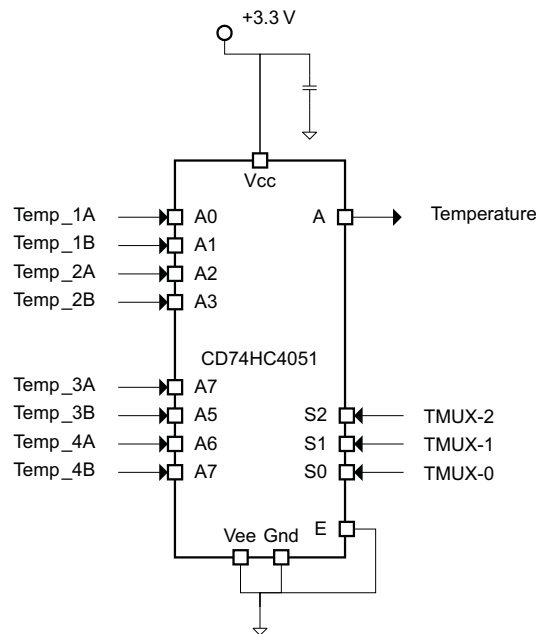 +3.3 V
Vcc
Temp_1A A0 A Temperature
Temp_1B A1
Temp_2A A2
Temp_2B A3
CD74HC4051
Temp_3A A7
Temp_3B A5 S2 TMUX-2
Temp_4A A6 S1 TMUX-1
Temp_4B A7 S0 TMUX-0
E
Vee Gnd